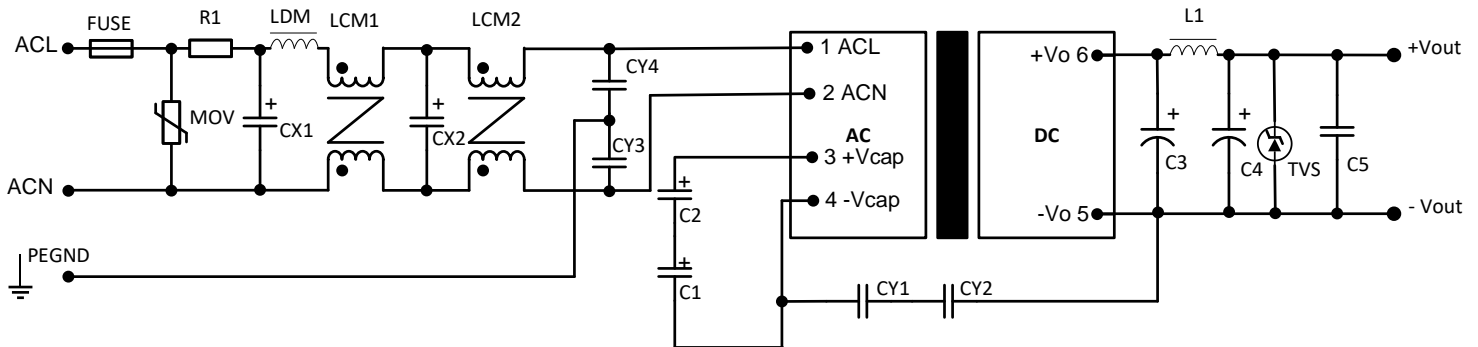 FUSE
R1
LDM
LCM1
LCM2
ACL
MOV
+
CX1
+
CX2
CY4
CY3
ACN
PEGND
1 ACL
2 ACN
AC
3 +Vcap
4 -Vcap
+
C2
+
C1
CY1
CY2
DC
+Vo 6
-Vo 5
L1
+
C3
+
C4
TVS
C5
+Vout
- Vout